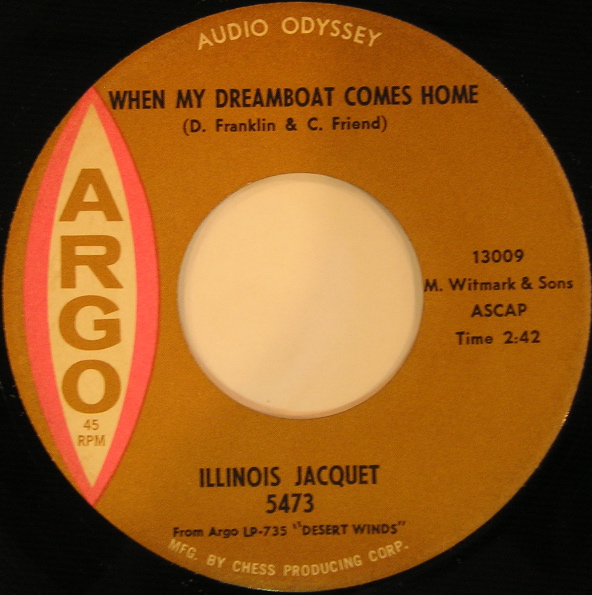 AUDIO ODYSSEY
WHEN MY DREAMBOAT COMES HOME
(D. Franklin & C. Friend)
ARGO
45
RPM
13009
M. Witmark & Sons
ASCAP
Time 2:42
ILLINOIS JACQUET
5473
From Argo LP-735 "DESERT WINDS"
MFG. BY CHESS PRODUCING CORP.